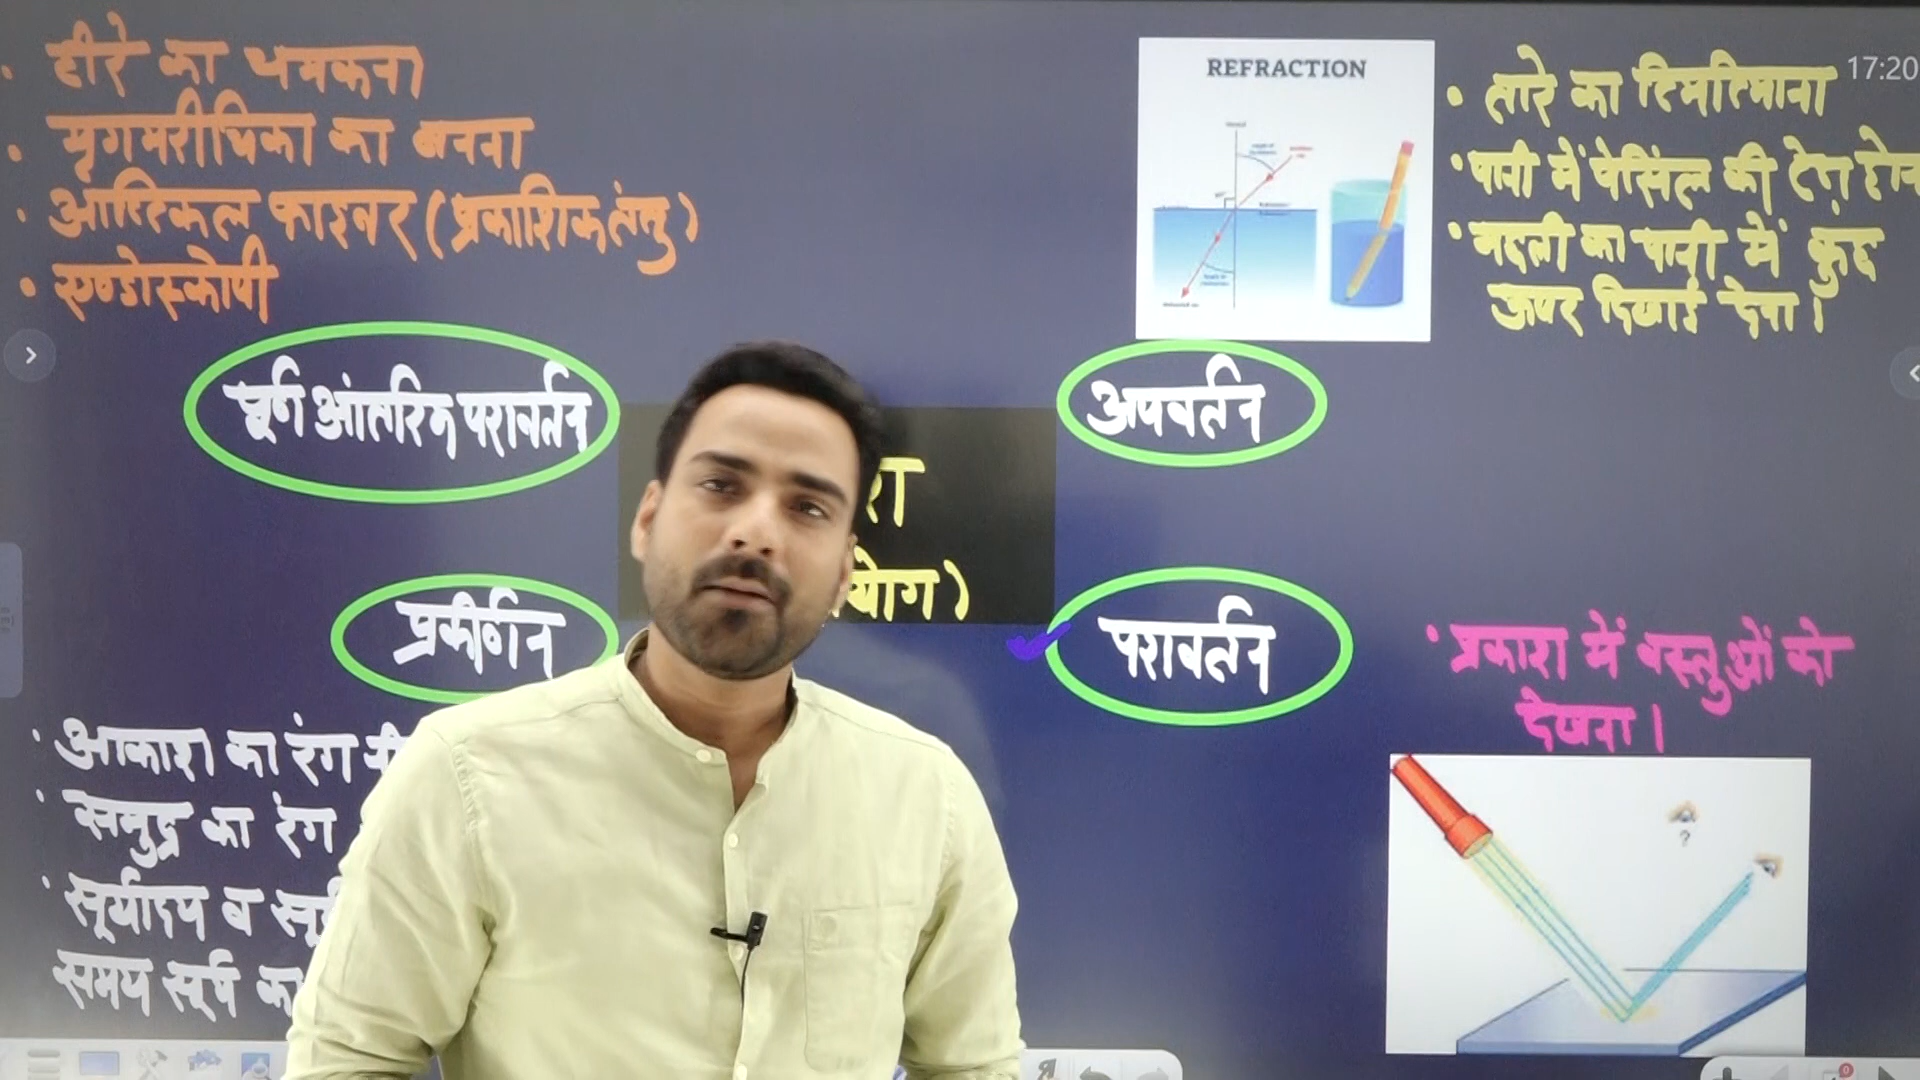 हीरे का चमकना
मृगमरीचिका का बनना
ऑप्टिकल फाइबर (प्रकाशिक तंतु)
एण्डोस्कोपी
पूर्ण आंतरिक परावर्तन
REFRACTION
17:20
तारे का टिमटिमाना
पानी में पेंसिल की टेढ़ा
मछली का पानी में कुछ
ऊपर दिखाई देना।
अपवर्तन
प्रकीर्णन
परावर्तन
प्रकाश में वस्तुओं को
देखना।
आकाश का रंग
समुद्र का रंग
सूर्योदय व
समय सूर्य का
?